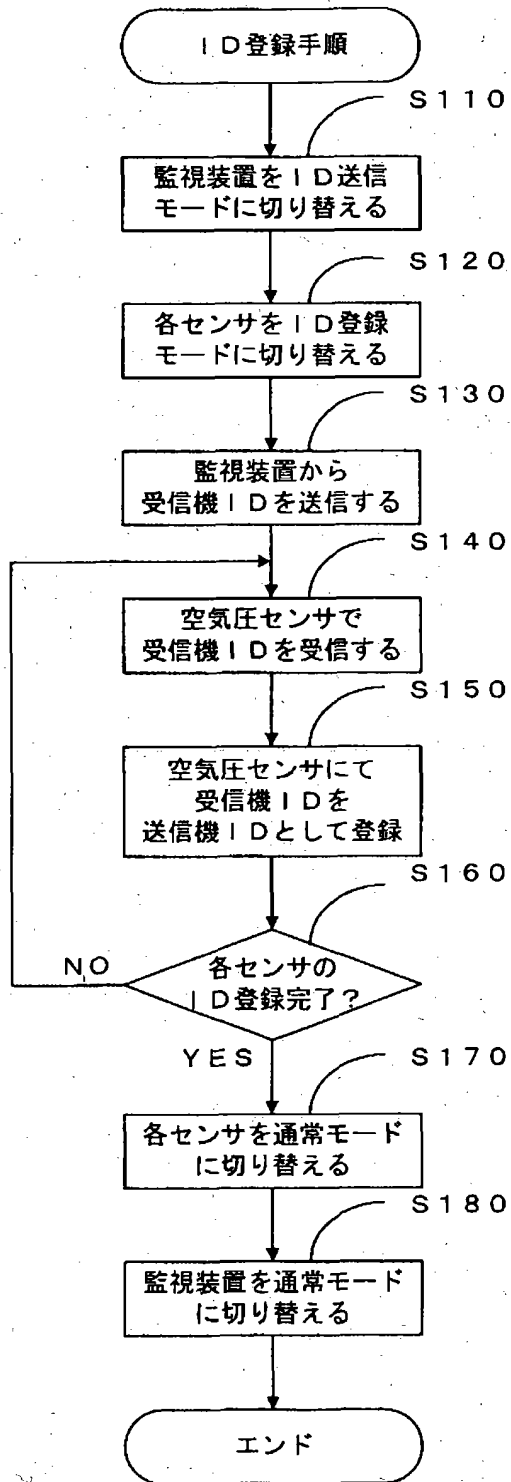 ID登録手順
S110
監視装置をID送信
モードに切り替える
S120
各センサをID登録
モードに切り替える
S130
監視装置から
受信機IDを送信する
S140
空気圧センサで
受信機IDを受信する
S150
空気圧センサにて
受信機IDを
送信機IDとして登録
S160
各センサの
ID登録完了?
NO
YES
S170
各センサを通常モード
に切り替える
S180
監視装置を通常モード
に切り替える
エンド